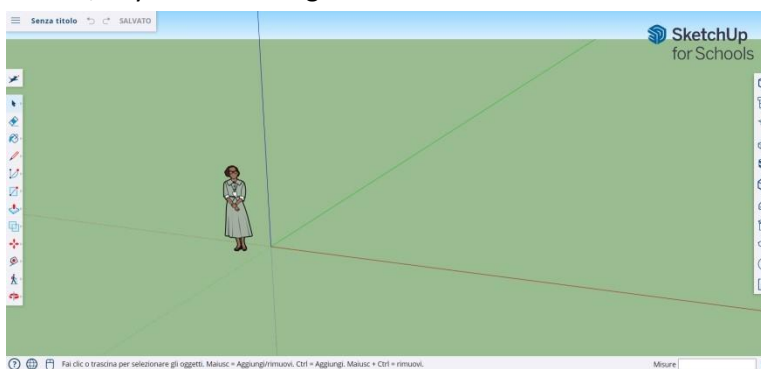 Senza titolo SALVATO
SketchUp
for Schools
Fai clic o trascina per selezionare gli oggetti. Maiusc = Aggiungi/rimuovi. Ctrl = Aggiungi. Maiusc + Ctrl = rimuovi.
Misure